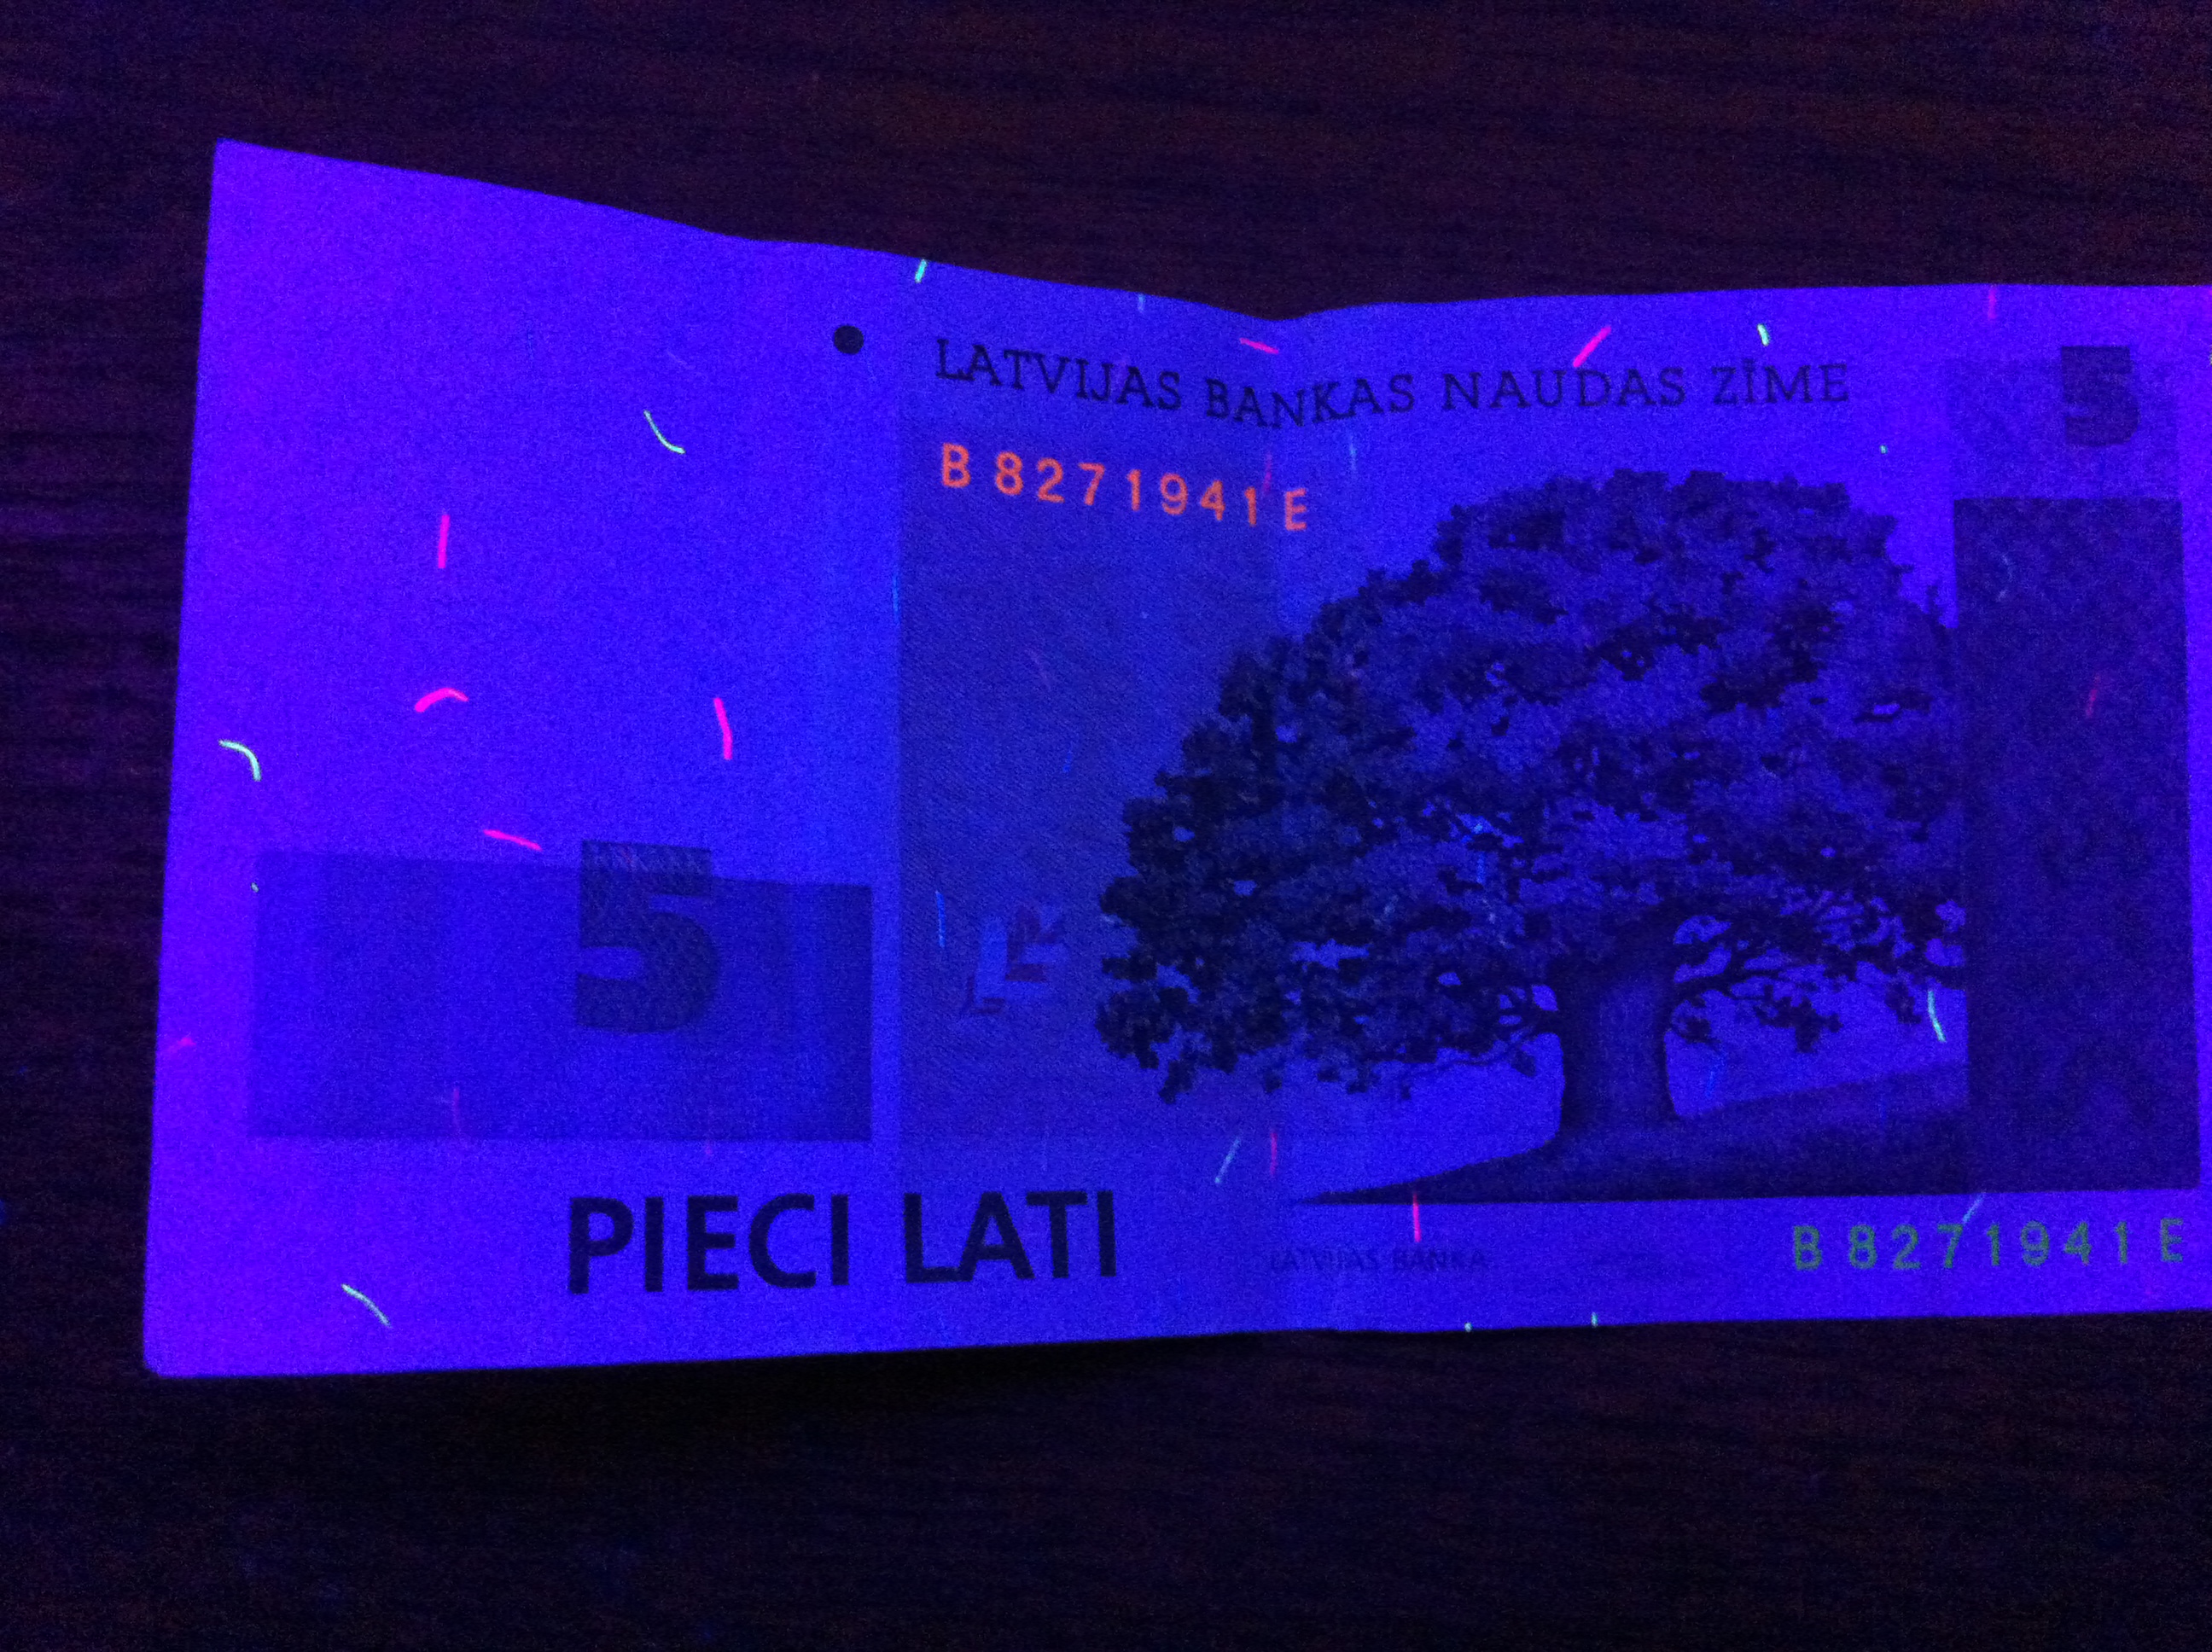 LATVIJAS BANKAS NAUDAS ZĪME
5
B 8271941 E
5
PIECI LATI
LATVIJAS BANKA
B 8271941 E